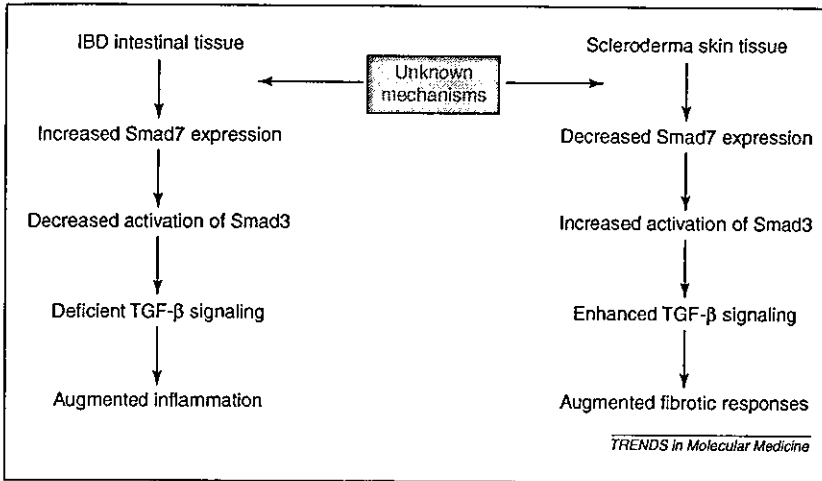 IBD intestinal tissue
Increased Smad7 expression
Decreased activation of Smad3
Deficient TGF-β signaling
Augmented inflammation
Unknown
mechanisms
Scleroderma skin tissue
Decreased Smad7 expression
Increased activation of Smad3
Enhanced TGF-β signaling
Augmented fibrotic responses
TRENDS in Molecular Medicine